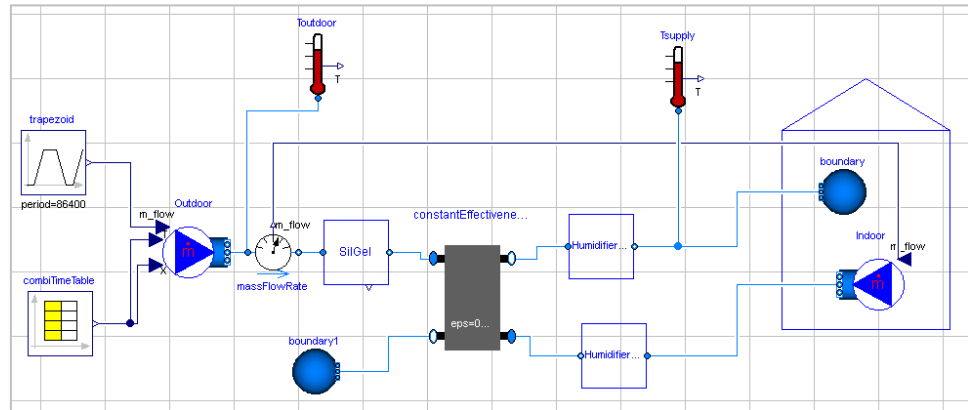 Toutdoor
Tsupply
T
T
trapezoid
period=86400
boundary
Outdoor
m_flow
m_flow
constantEffectivene...
Indoor
SilGel
Humidifier...
ṁ
X
massFlowRate
m_flow
ṁ
combiTimeTable
eps=0...
boundary1
Humidifier...